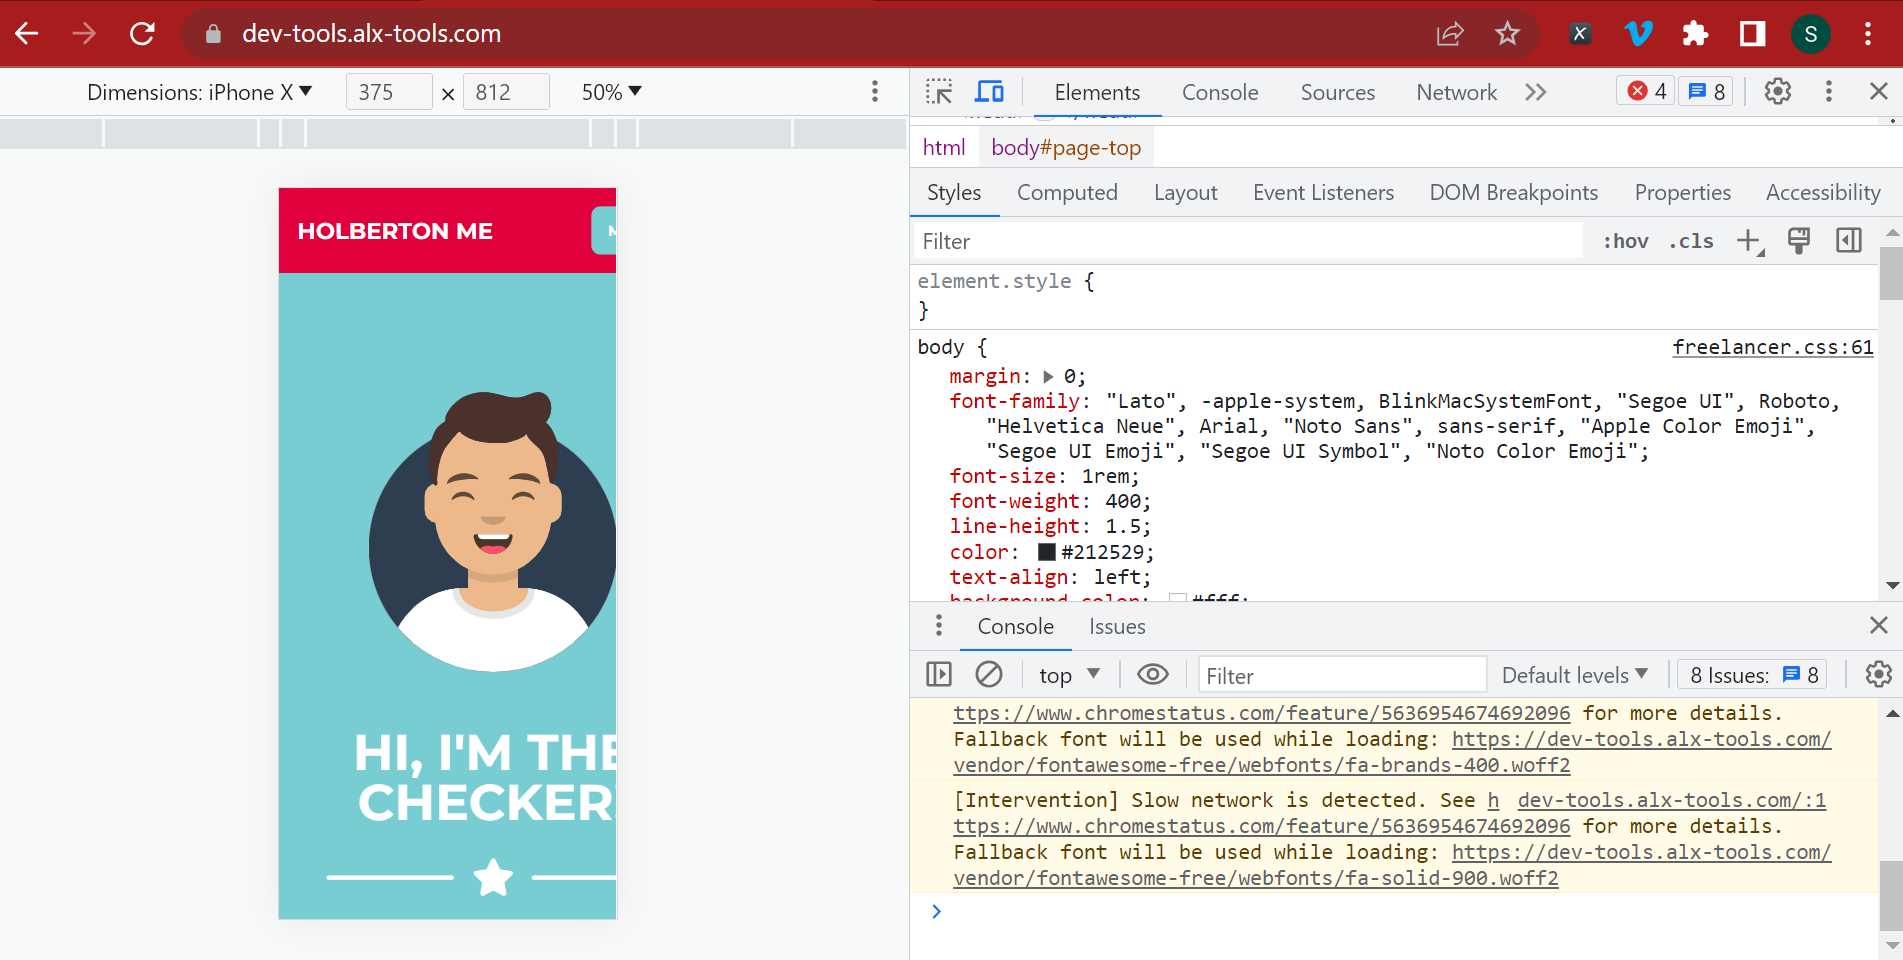 dev-tools.alx-tools.com
S
Dimensions: iPhone X
375 × 812
50%
Elements Console Sources Network
4 8
html body#page-top
Styles Computed Layout Event Listeners DOM Breakpoints Properties Accessibility
Filter :hov .cls
element.style {
}
body { freelancer.css:61
margin: 0;
font-family: "Lato", -apple-system, BlinkMacSystemFont, "Segoe UI", Roboto,
"Helvetica Neue", Arial, "Noto Sans", sans-serif, "Apple Color Emoji",
"Segoe UI Emoji", "Segoe UI Symbol", "Noto Color Emoji";
font-size: 1rem;
font-weight: 400;
line-height: 1.5;
color: #212529;
text-align: left;
background-color: #fff;
Console Issues
top Filter Default levels 8 Issues: 8
ttps://www.chromestatus.com/feature/5636954674692096 for more details.
Fallback font will be used while loading: https://dev-tools.alx-tools.com/
vendor/fontawesome-free/webfonts/fa-brands-400.woff2
[Intervention] Slow network is detected. See h dev-tools.alx-tools.com/:1
ttps://www.chromestatus.com/feature/5636954674692096 for more details.
Fallback font will be used while loading: https://dev-tools.alx-tools.com/
vendor/fontawesome-free/webfonts/fa-solid-900.woff2
HOLBERTON ME
HI, I'M THE
CHECKER